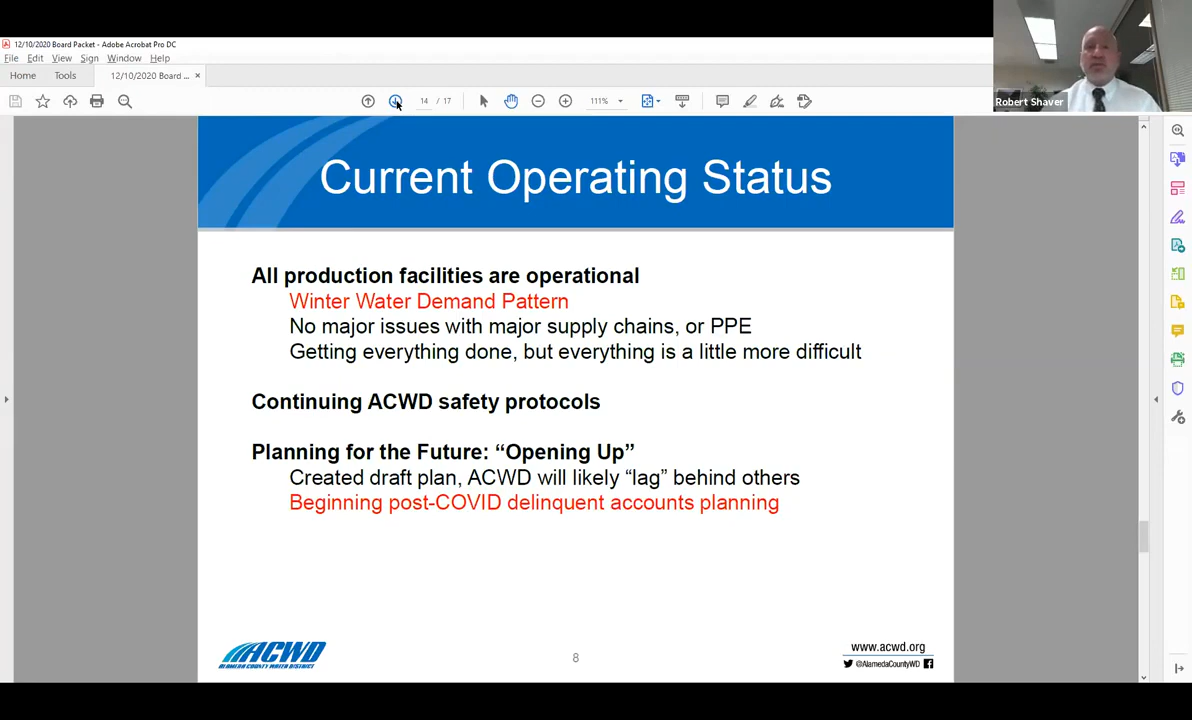 12/10/2020 Board Packet - Adobe Acrobat Pro DC
File Edit View Sign Window Help
Home Tools 12/10/2020 Board ... ×
14 / 17 111%
Robert Shaver
Current Operating Status
All production facilities are operational
Winter Water Demand Pattern
No major issues with major supply chains, or PPE
Getting everything done, but everything is a little more difficult
Continuing ACWD safety protocols
Planning for the Future: “Opening Up”
Created draft plan, ACWD will likely “lag” behind others
Beginning post-COVID delinquent accounts planning
ACWD
ALAMEDA COUNTY WATER DISTRICT
8
www.acwd.org
@AlamedaCountyWD